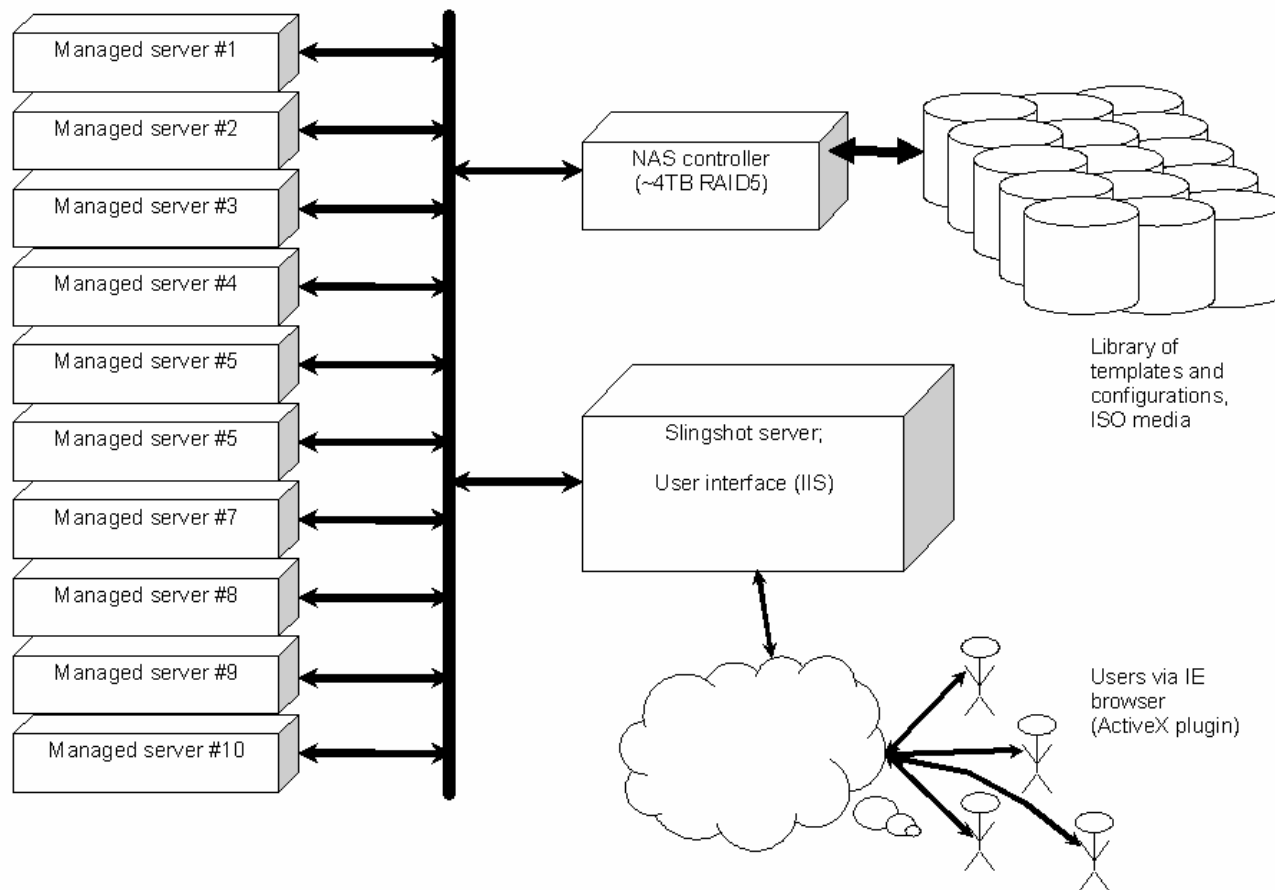 Managed server #1
Managed server #2
Managed server #3
Managed server #4
Managed server #5
Managed server #5
Managed server #7
Managed server #8
Managed server #9
Managed server #10
NAS controller
(~4TB RAID5)
Library of
templates and
configurations,
ISO media
Slingshot server;
User interface (IIS)
Users via IE
browser
(ActiveX plugin)